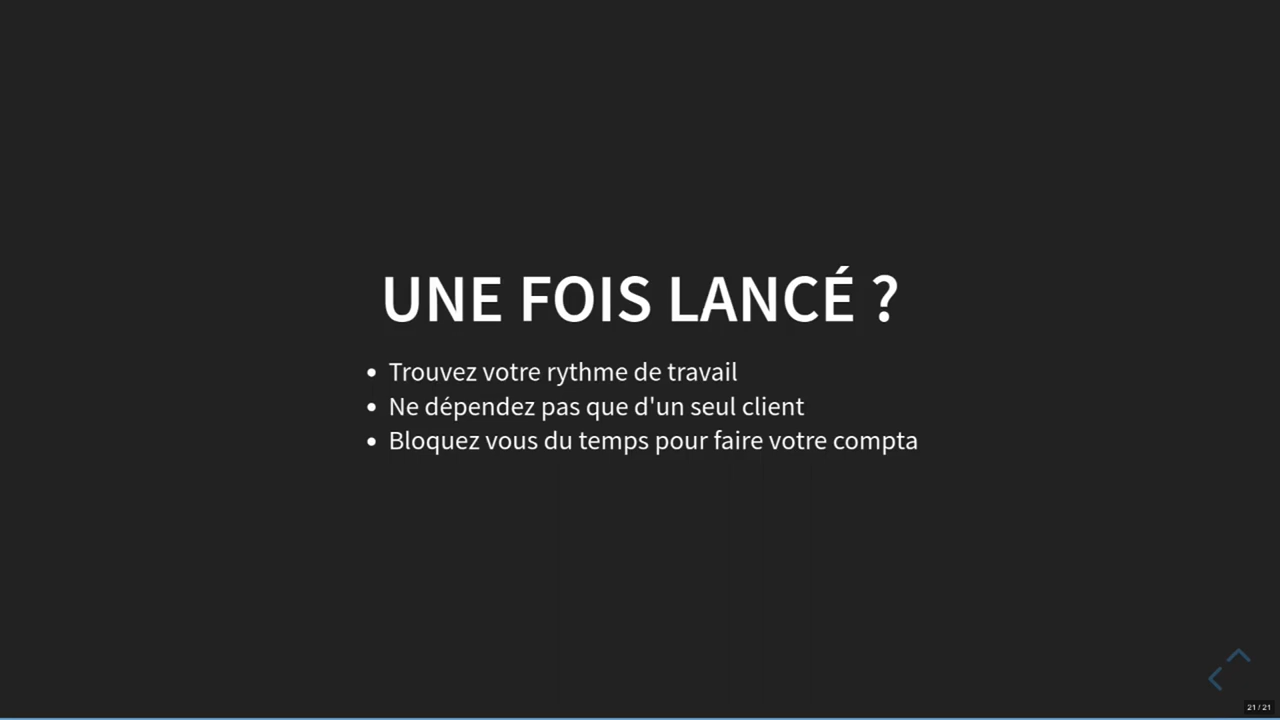 UNE FOIS LANCÉ ?
• Trouvez votre rythme de travail
• Ne dépendez pas que d'un seul client
• Bloquez vous du temps pour faire votre compta
21 / 21